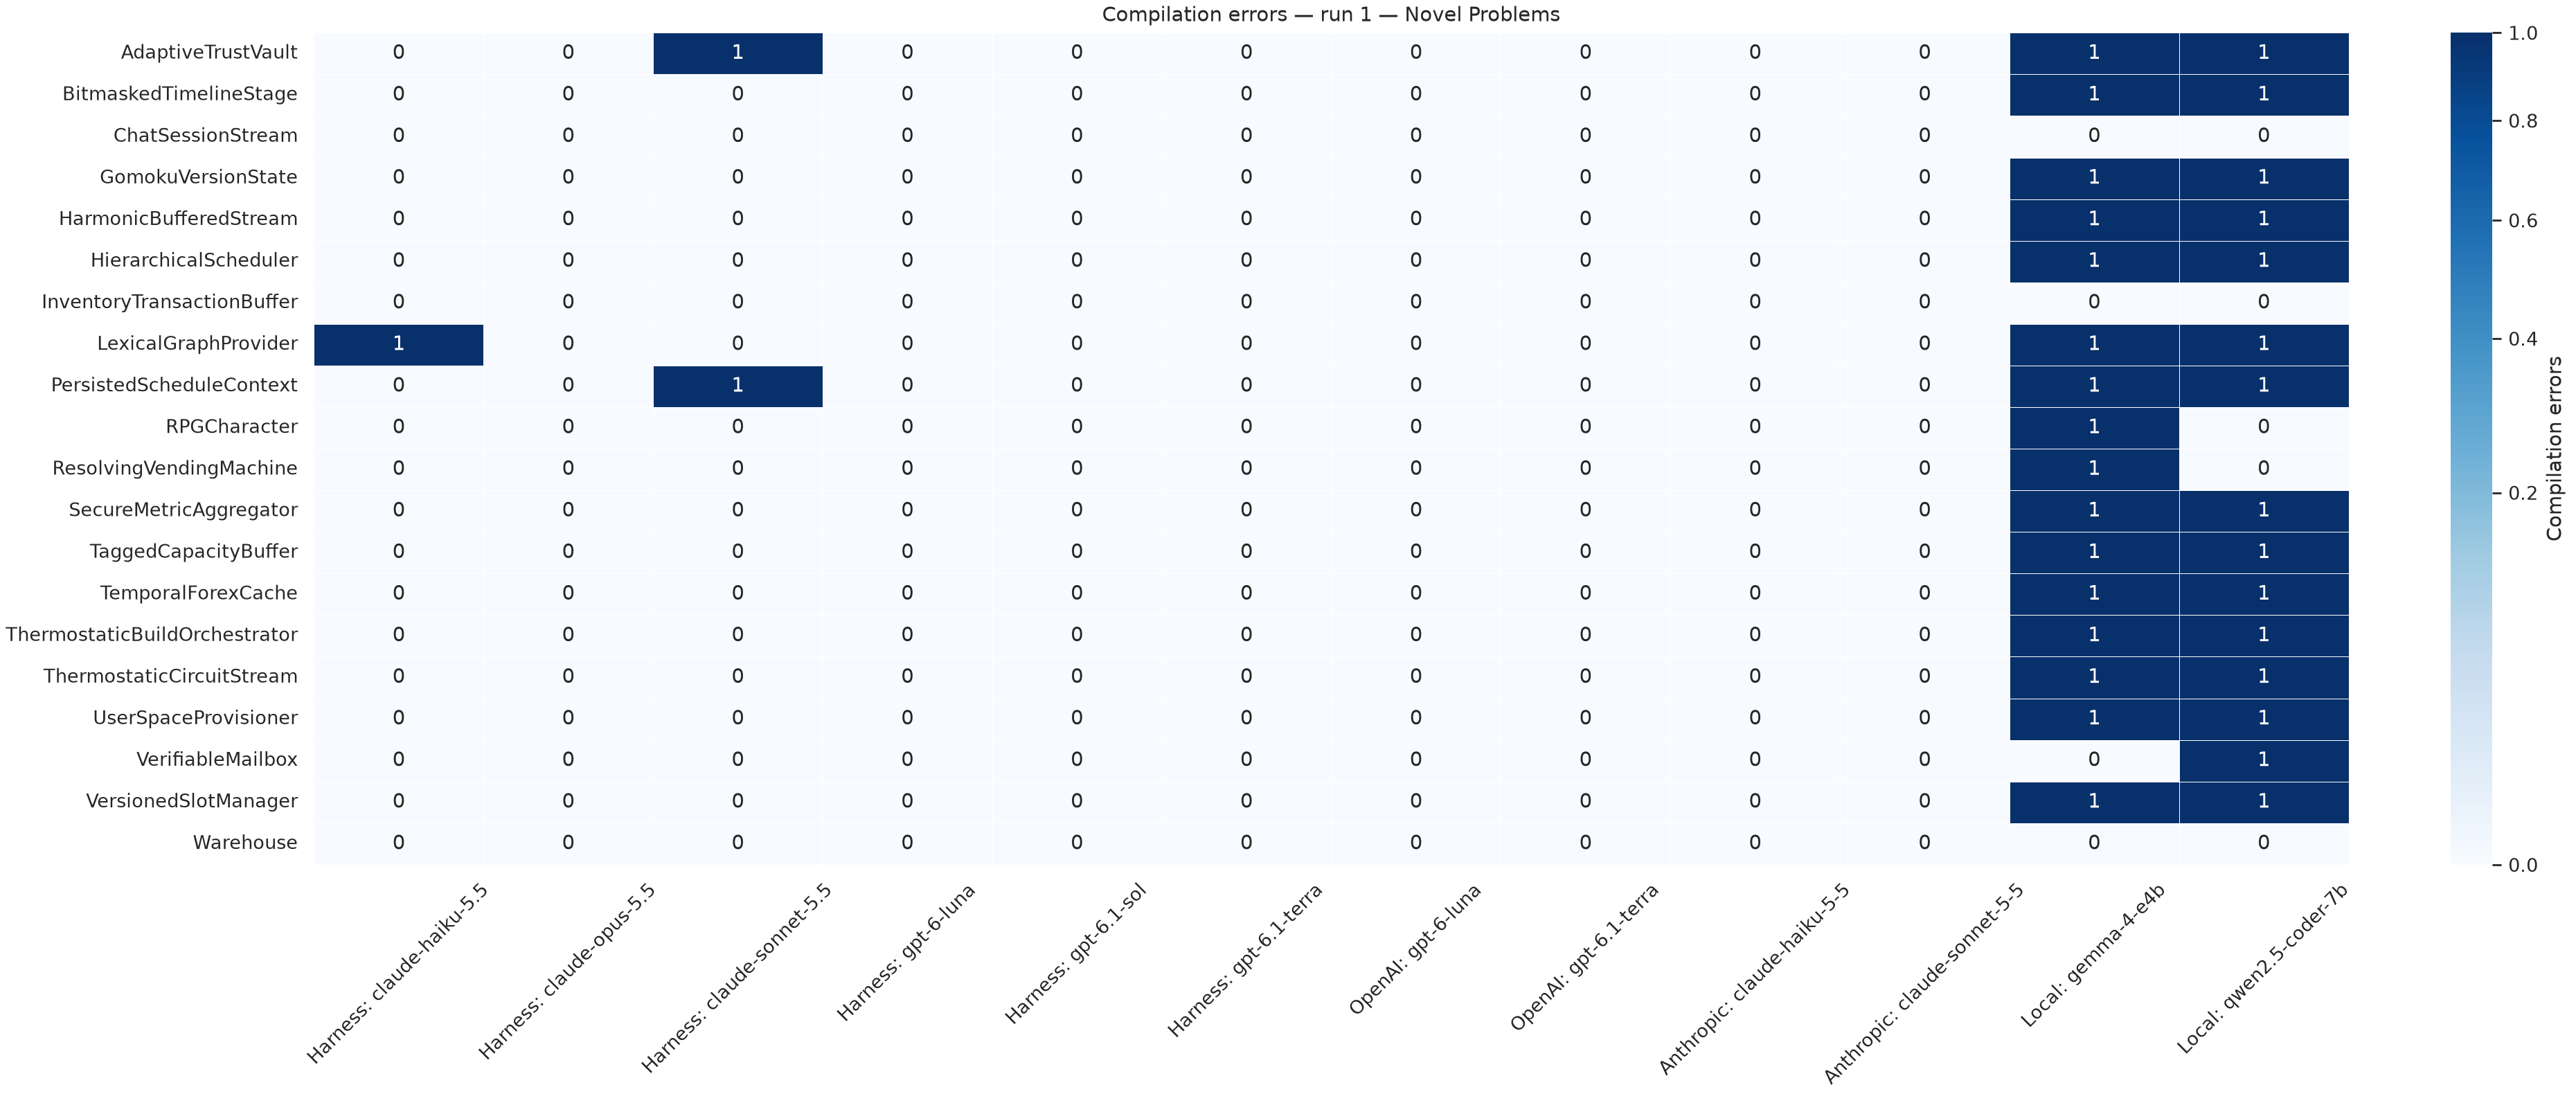 Compilation errors — run 1 — Novel Problems
AdaptiveTrustVault 0 0 1 0 0 0 0 0 0 0 1 1
BitmaskedTimelineStage 0 0 0 0 0 0 0 0 0 0 1 1
ChatSessionStream 0 0 0 0 0 0 0 0 0 0 0 0
GomokuVersionState 0 0 0 0 0 0 0 0 0 0 1 1
HarmonicBufferedStream 0 0 0 0 0 0 0 0 0 0 1 1
HierarchicalScheduler 0 0 0 0 0 0 0 0 0 0 1 1
InventoryTransactionBuffer 0 0 0 0 0 0 0 0 0 0 0 0
LexicalGraphProvider 1 0 0 0 0 0 0 0 0 0 1 1
PersistedScheduleContext 0 0 1 0 0 0 0 0 0 0 1 1
RPGCharacter 0 0 0 0 0 0 0 0 0 0 1 0
ResolvingVendingMachine 0 0 0 0 0 0 0 0 0 0 1 0
SecureMetricAggregator 0 0 0 0 0 0 0 0 0 0 1 1
TaggedCapacityBuffer 0 0 0 0 0 0 0 0 0 0 1 1
TemporalForexCache 0 0 0 0 0 0 0 0 0 0 1 1
ThermostaticBuildOrchestrator 0 0 0 0 0 0 0 0 0 0 1 1
ThermostaticCircuitStream 0 0 0 0 0 0 0 0 0 0 1 1
UserSpaceProvisioner 0 0 0 0 0 0 0 0 0 0 1 1
VerifiableMailbox 0 0 0 0 0 0 0 0 0 0 0 1
VersionedSlotManager 0 0 0 0 0 0 0 0 0 0 1 1
Warehouse 0 0 0 0 0 0 0 0 0 0 0 0
Harness: claude-haiku-5.5
Harness: claude-opus-5.5
Harness: claude-sonnet-5.5
Harness: gpt-6-luna
Harness: gpt-6.1-sol
Harness: gpt-6.1-terra
OpenAI: gpt-6-luna
OpenAI: gpt-6.1-terra
Anthropic: claude-haiku-5-5
Anthropic: claude-sonnet-5-5
Local: gemma-4-e4b
Local: qwen2.5-coder-7b
1.0
0.8
0.6
0.4
0.2
0.0
Compilation errors